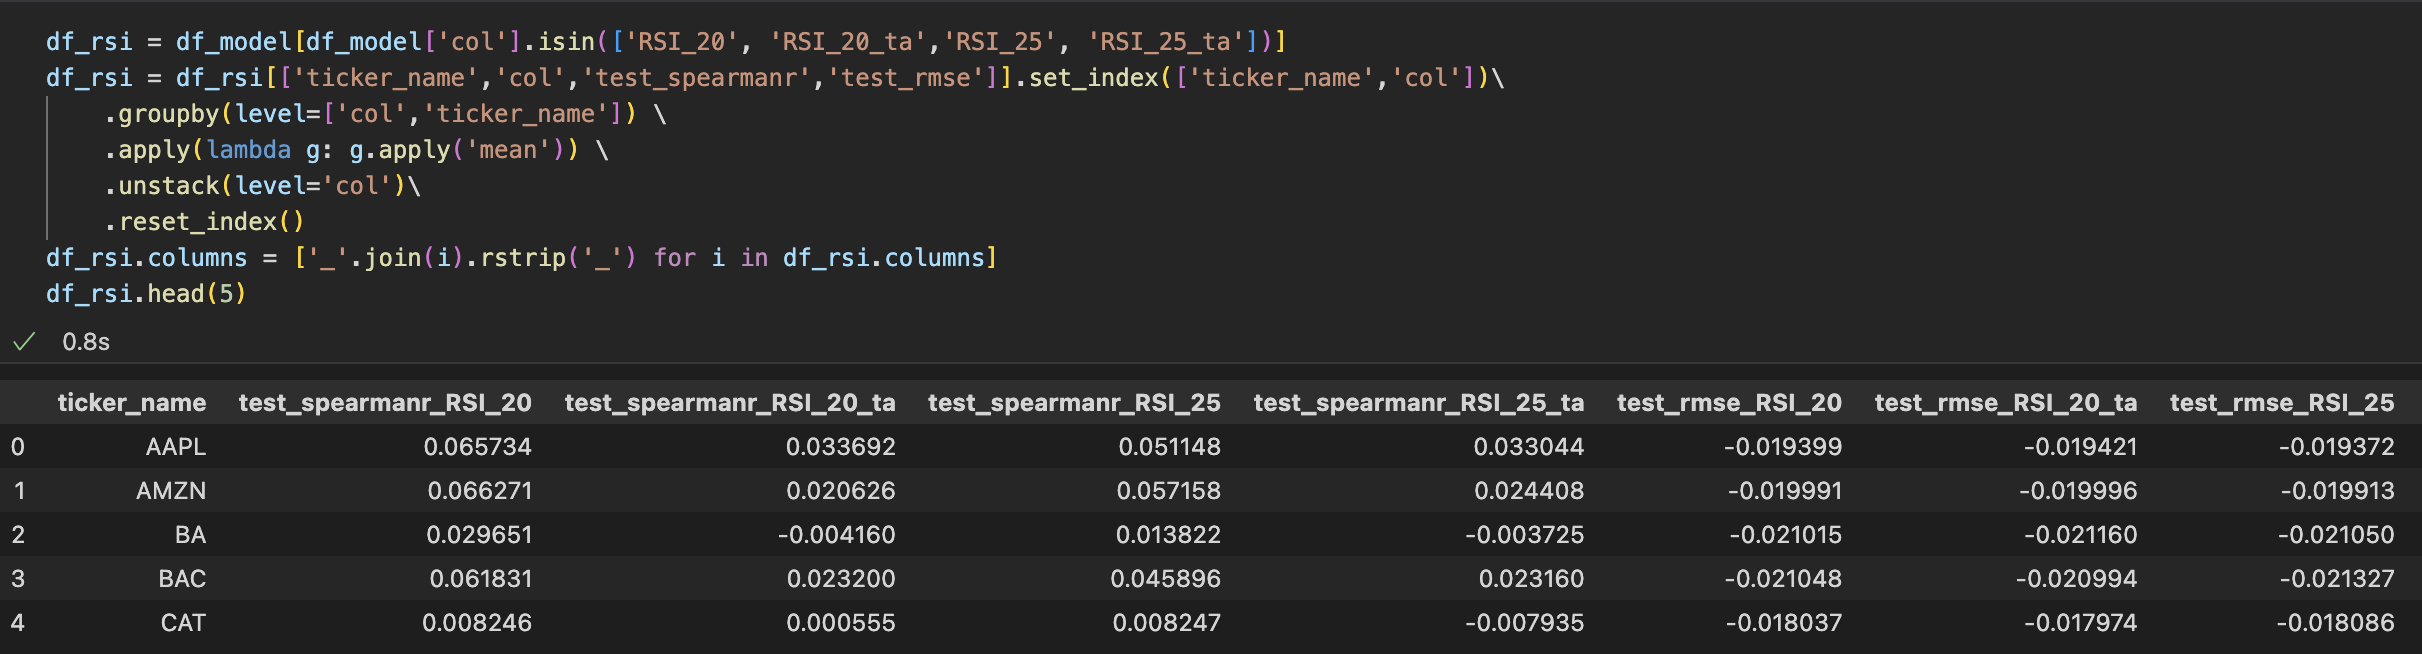 df_rsi = df_model[df_model['col'].isin(['RSI_20', 'RSI_20_ta','RSI_25', 'RSI_25_ta'])]
df_rsi = df_rsi[['ticker_name','col','test_spearmanr','test_rmse']].set_index(['ticker_name','col'])\
    .groupby(level=['col','ticker_name']) \
    .apply(lambda g: g.apply('mean')) \
    .unstack(level='col')\
    .reset_index()
df_rsi.columns = ['_'.join(i).rstrip('_') for i in df_rsi.columns]
df_rsi.head(5)
✓ 0.8s
ticker_name test_spearmanr_RSI_20 test_spearmanr_RSI_20_ta test_spearmanr_RSI_25 test_spearmanr_RSI_25_ta test_rmse_RSI_20 test_rmse_RSI_20_ta test_rmse_RSI_25
0 AAPL 0.065734 0.033692 0.051148 0.033044 -0.019399 -0.019421 -0.019372
1 AMZN 0.066271 0.020626 0.057158 0.024408 -0.019991 -0.019996 -0.019913
2 BA 0.029651 -0.004160 0.013822 -0.003725 -0.021015 -0.021160 -0.021050
3 BAC 0.061831 0.023200 0.045896 0.023160 -0.021048 -0.020994 -0.021327
4 CAT 0.008246 0.000555 0.008247 -0.007935 -0.018037 -0.017974 -0.018086